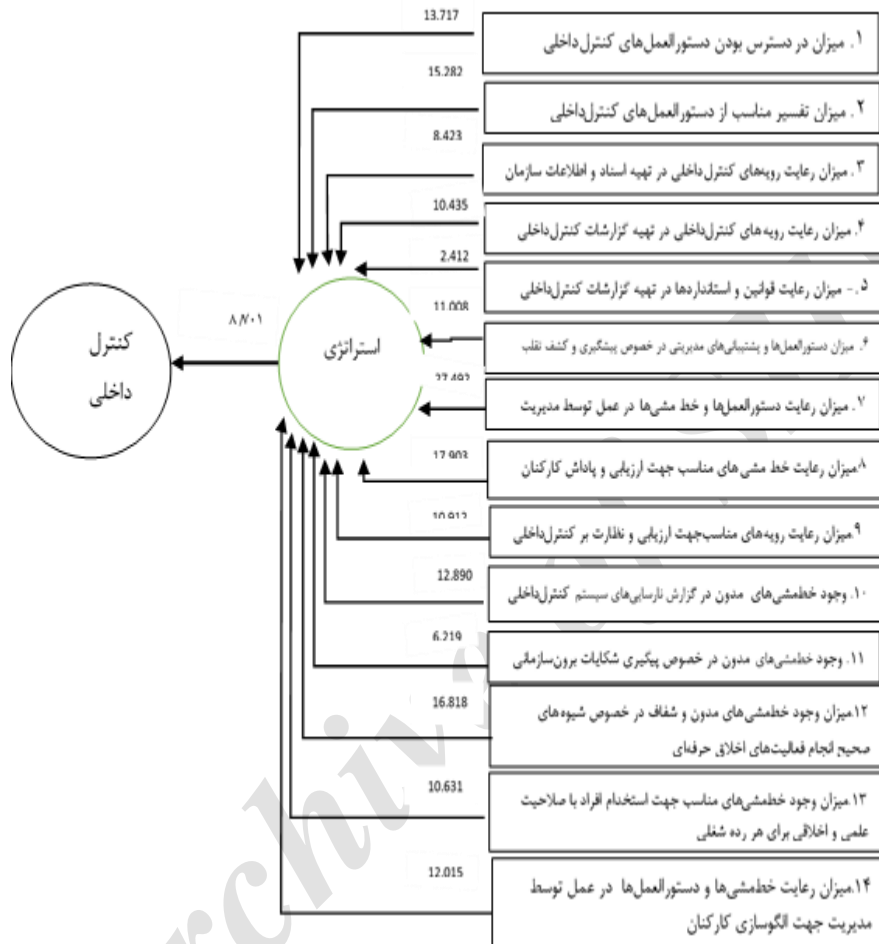 13.717
۱. میزان در دسترس بودن دستورالعمل‌های کنترل‌داخلی
15.282
۲. میزان تفسیر مناسب از دستورالعمل‌های کنترل‌داخلی
8.423
۳. میزان رعایت رویه‌های کنترل‌داخلی در تهیه اسناد و اطلاعات سازمان
10.435
۴. میزان رعایت رویه‌های کنترل‌داخلی در تهیه گزارشات کنترل‌داخلی
2.412
۵.- میزان رعایت قوانین و استانداردها در تهیه گزارشات کنترل‌داخلی
11.008
۶. میزان دستورالعمل‌ها و پشتیبانی‌های مدیریتی در خصوص پیشگیری و کشف تقلب
27.492
۷. میزان رعایت دستورالعمل‌ها و خط مشی‌ها در عمل توسط مدیریت
17.903
۸.میزان رعایت خط مشی‌های مناسب جهت ارزیابی و پاداش کارکنان
10.912
۹.میزان رعایت رویه‌های مناسب‌جهت ارزیابی و نظارت بر کنترل‌داخلی
12.890
۱۰. وجود خط‌مشی‌های مدون در گزارش نارسایی‌های سیستم کنترل‌داخلی
6.219
۱۱. وجود خط‌مشی‌های مدون در خصوص پیگیری شکایات برون‌سازمانی
16.818
۱۲.میزان وجود خط‌مشی‌های مدون و شفاف در خصوص شیوه‌های
صحیح انجام فعالیت‌های اخلاق حرفه‌ای
10.631
۱۳.میزان وجود خط‌مشی‌های مناسب جهت استخدام افراد با صلاحیت
علمی و اخلاقی برای هر رده شغلی
12.015
۱۴.میزان رعایت خط‌مشی‌ها و دستورالعمل‌ها در عمل توسط
مدیریت جهت الگوسازی کارکنان
استراتژی
۸/۷۰۱
کنترل
داخلی